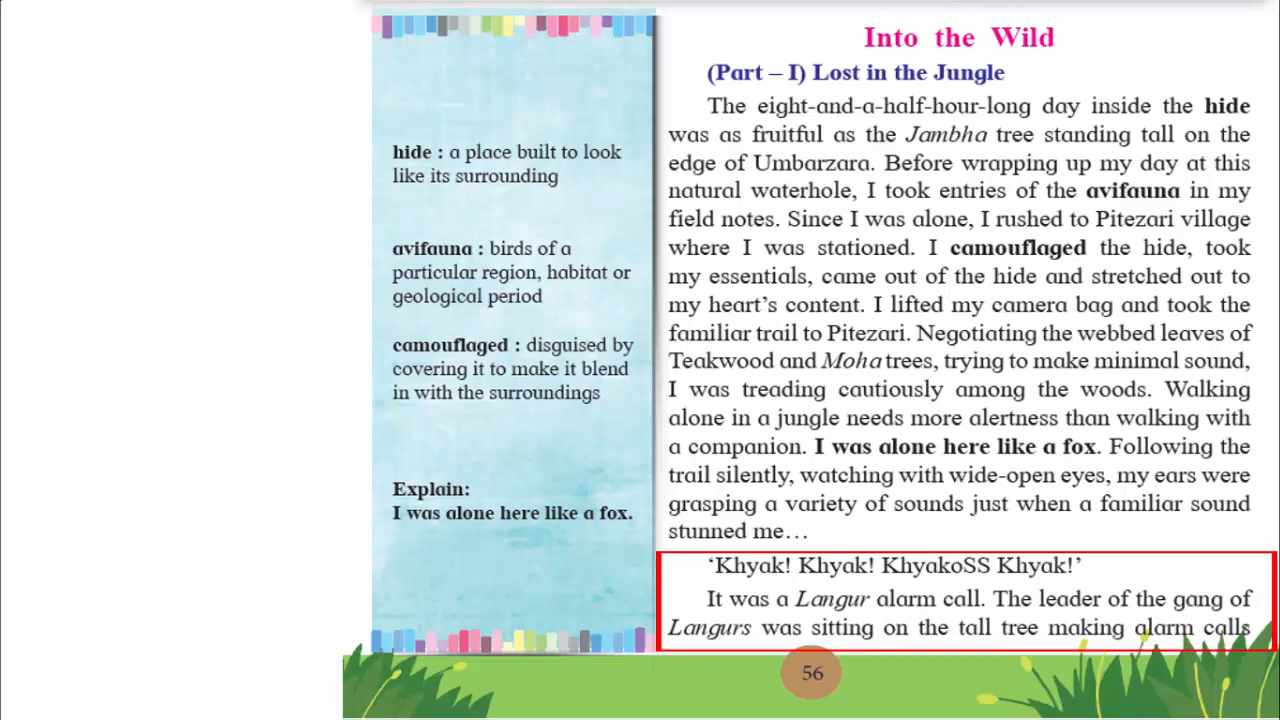 Into the Wild
(Part – I) Lost in the Jungle
The eight-and-a-half-hour-long day inside the hide
was as fruitful as the Jambha tree standing tall on the
edge of Umbarzara. Before wrapping up my day at this
natural waterhole, I took entries of the avifauna in my
field notes. Since I was alone, I rushed to Pitezari village
where I was stationed. I camouflaged the hide, took
my essentials, came out of the hide and stretched out to
my heart's content. I lifted my camera bag and took the
familiar trail to Pitezari. Negotiating the webbed leaves of
Teakwood and Moha trees, trying to make minimal sound,
I was treading cautiously among the woods. Walking
alone in a jungle needs more alertness than walking with
a companion. I was alone here like a fox. Following the
trail silently, watching with wide-open eyes, my ears were
grasping a variety of sounds just when a familiar sound
stunned me…
‘Khyak! Khyak! KhyakoSS Khyak!’
It was a Langur alarm call. The leader of the gang of
Langurs was sitting on the tall tree making alarm calls
hide : a place built to look
like its surrounding
avifauna : birds of a
particular region, habitat or
geological period
camouflaged : disguised by
covering it to make it blend
in with the surroundings
Explain:
I was alone here like a fox.
56